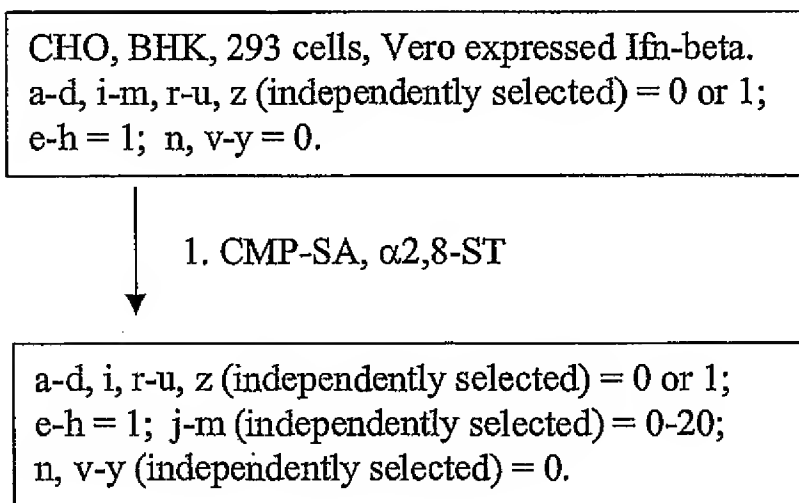 CHO, BHK, 293 cells, Vero expressed Ifn-beta.
a-d, i-m, r-u, z (independently selected) = 0 or 1;
e-h = 1; n, v-y = 0.
1. CMP-SA, α2,8-ST
a-d, i, r-u, z (independently selected) = 0 or 1;
e-h = 1; j-m (independently selected) = 0-20;
n, v-y (independently selected) = 0.